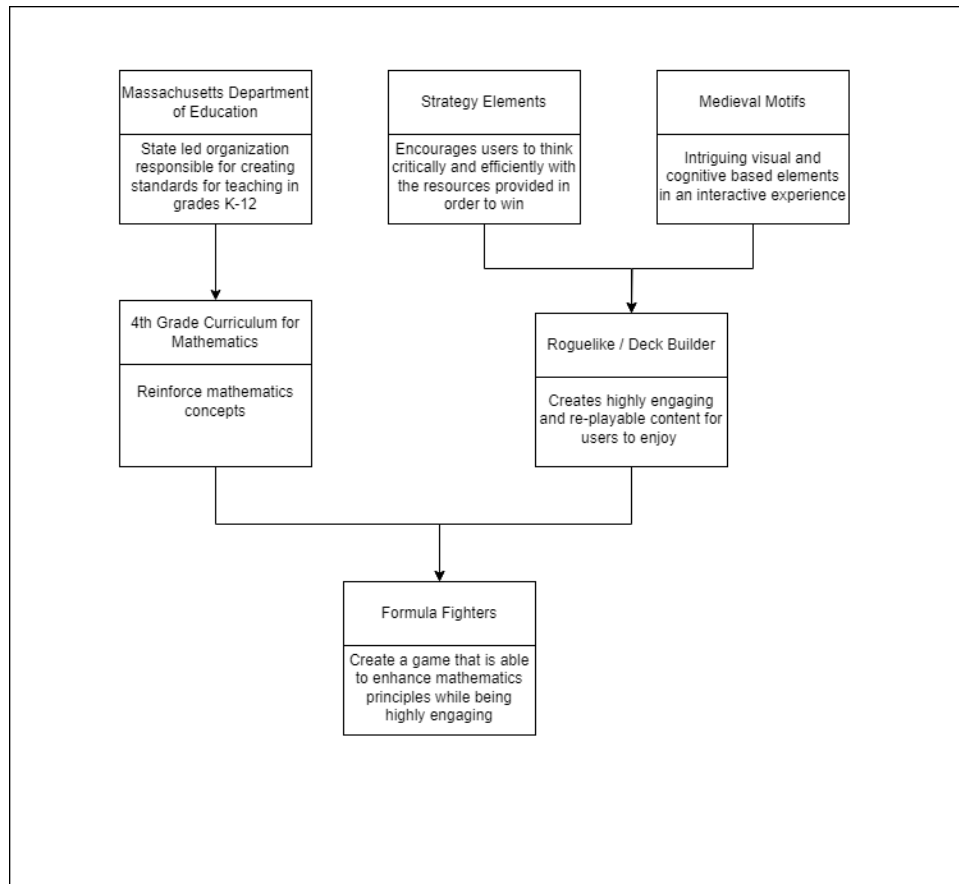 Massachusetts Department
of Education
State led organization
responsible for creating
standards for teaching in
grades K-12
Strategy Elements
Encourages users to think
critically and efficiently with
the resources provided in
order to win
Medieval Motifs
Intriguing visual and
cognitive based elements
in an interactive experience
4th Grade Curriculum for
Mathematics
Reinforce mathematics
concepts
Roguelike / Deck Builder
Creates highly engaging
and re-playable content for
users to enjoy
Formula Fighters
Create a game that is able
to enhance mathematics
principles while being
highly engaging